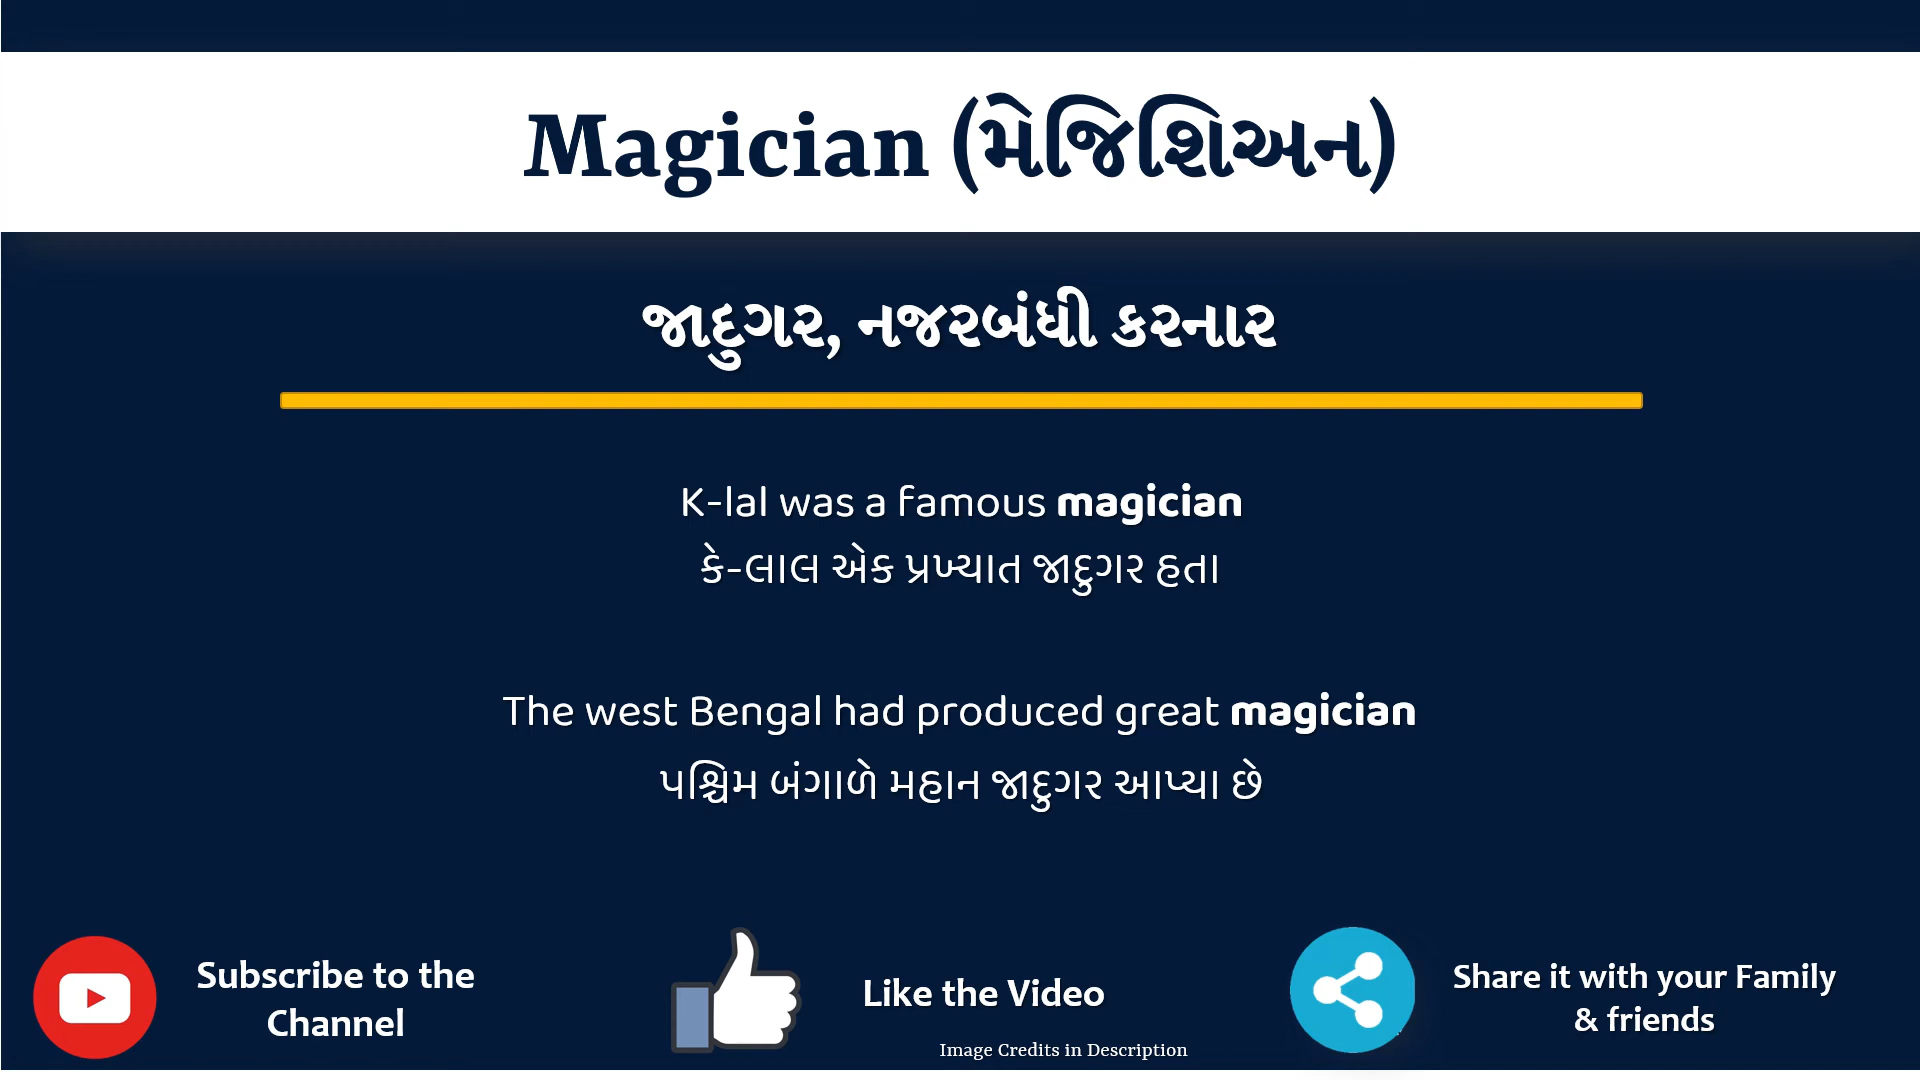 Magician (મેજિશિઅન)
જાદુગર, નજરબંધી કરનાર
K-lal was a famous magician
કે-લાલ એક પ્રખ્યાત જાદુગર હતા
The west Bengal had produced great magician
પશ્ચિમ બંગાળે મહાન જાદુગર આપ્યા છે
Subscribe to the
Channel
Like the Video
Share it with your Family
& friends
Image Credits in Description